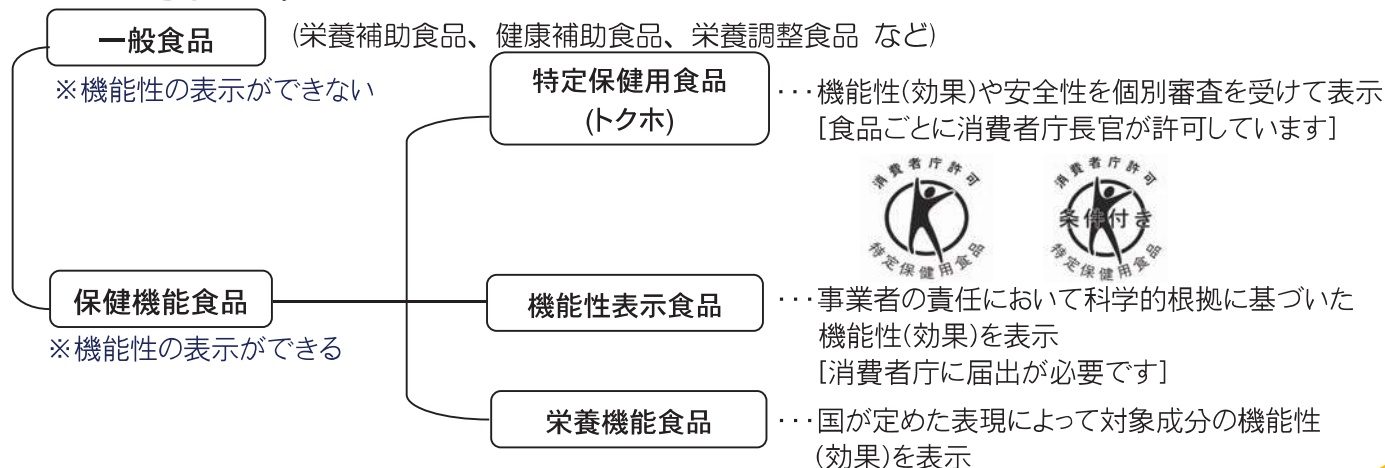 一般食品
(栄養補助食品、健康補助食品、栄養調整食品 など)
※機能性の表示ができない
特定保健用食品
(トクホ)
・・・機能性(効果)や安全性を個別審査を受けて表示
[食品ごとに消費者庁長官が許可しています]
消費者庁許可
特定保健用食品
消費者庁許可
条件付き
特定保健用食品
保健機能食品
※機能性の表示ができる
機能性表示食品
・・・事業者の責任において科学的根拠に基づいた
機能性(効果)を表示
[消費者庁に届出が必要です]
栄養機能食品
・・・国が定めた表現によって対象成分の機能性
(効果)を表示